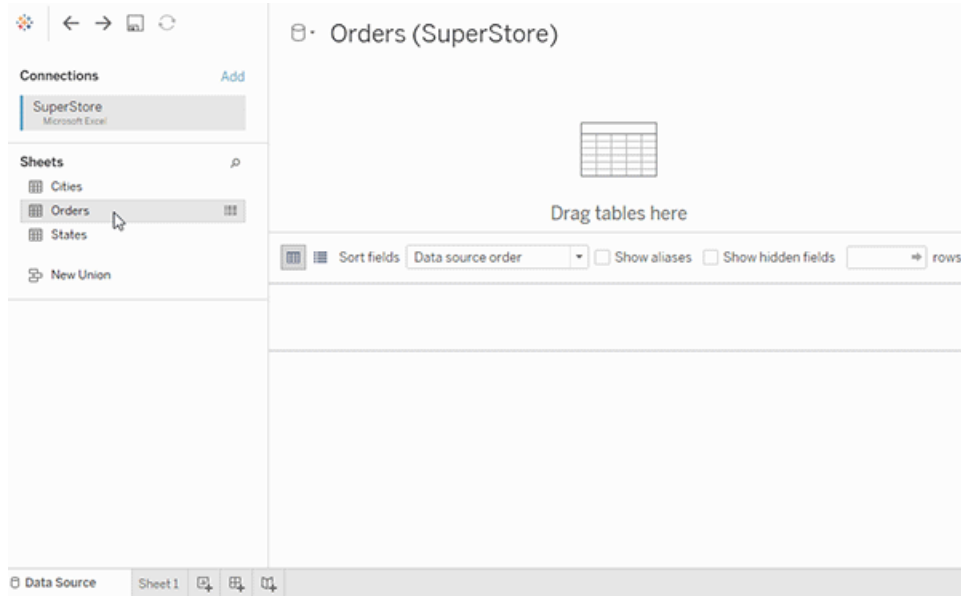 Orders (SuperStore)
Connections
Add
SuperStore
Microsoft Excel
Sheets
Cities
Orders
States
New Union
Drag tables here
Sort fields Data source order Show aliases Show hidden fields rows
Data Source Sheet 1